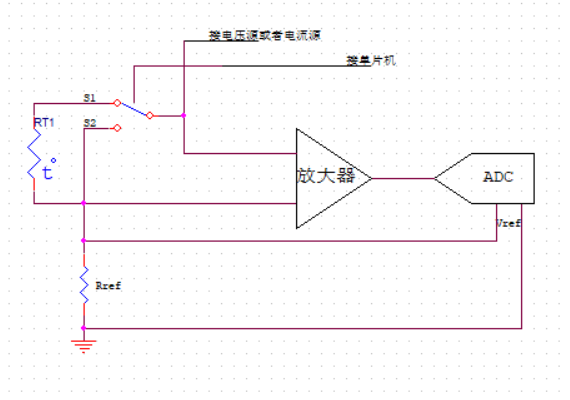 接电压源或者电流源
接单片机
S1
RT1
S2
t°
放大器
ADC
Vref
Rref